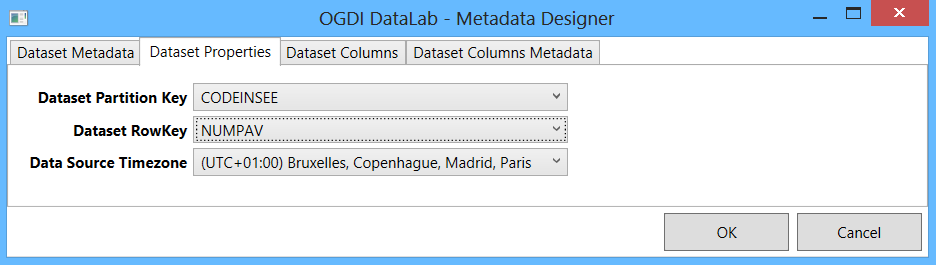 OGDI DataLab - Metadata Designer
Dataset Metadata Dataset Properties Dataset Columns Dataset Columns Metadata
Dataset Partition Key CODEINSEE
Dataset RowKey NUMPAV
Data Source Timezone (UTC+01:00) Bruxelles, Copenhague, Madrid, Paris
OK Cancel